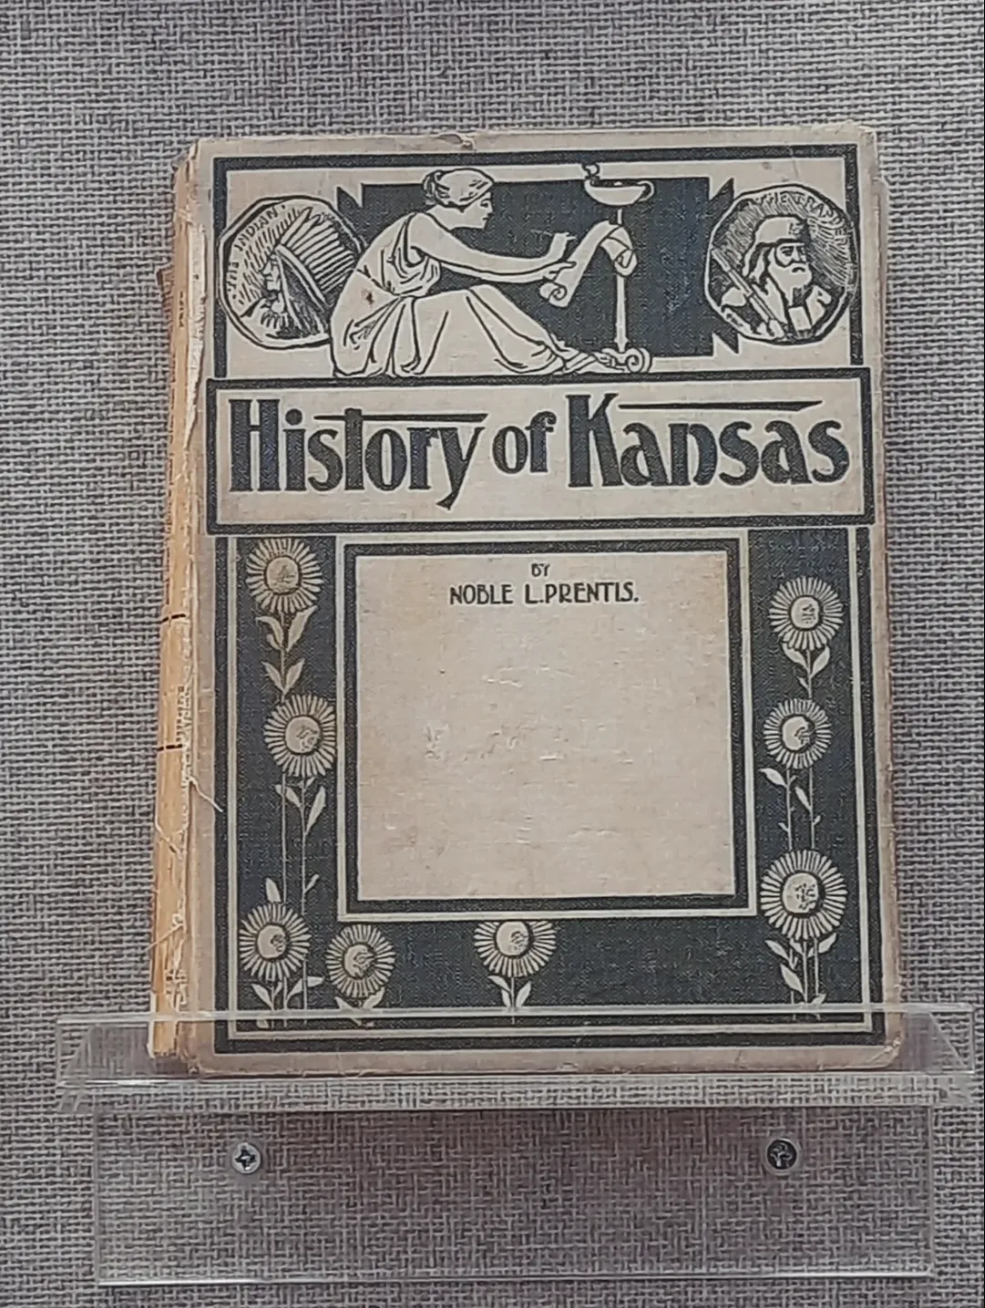 THE INDIAN.
THE TRAPPER
History of Kansas
BY
NOBLE L. PRENTIS.